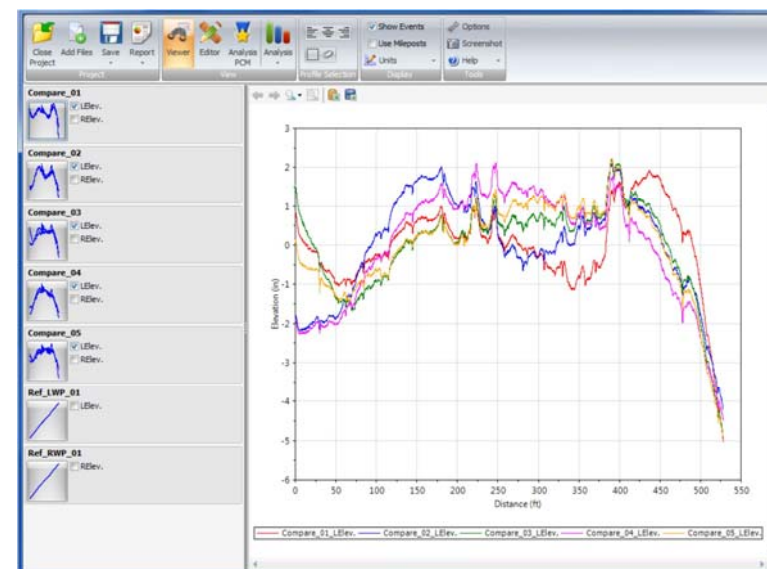 Close Project
Add Files
Save
Report
Viewer
Editor
Analysis PCM
Analysis
Show Events
Use Mileposts
Units
Options
Screenshot
Help
Project
View
Profile Selection
Display
Tools
Compare_01
LElev.
RElev.
Compare_02
LElev.
RElev.
Compare_03
LElev.
RElev.
Compare_04
LElev.
RElev.
Compare_05
LElev.
RElev.
Ref_LWP_01
LElev.
Ref_RWP_01
RElev.
3
2
1
0
-1
-2
-3
-4
-5
-6
Elevation (in)
0 50 100 150 200 250 300 350 400 450 500 550
Distance (ft)
Compare_01_LElev. Compare_02_LElev. Compare_03_LElev. Compare_04_LElev. Compare_05_LElev.